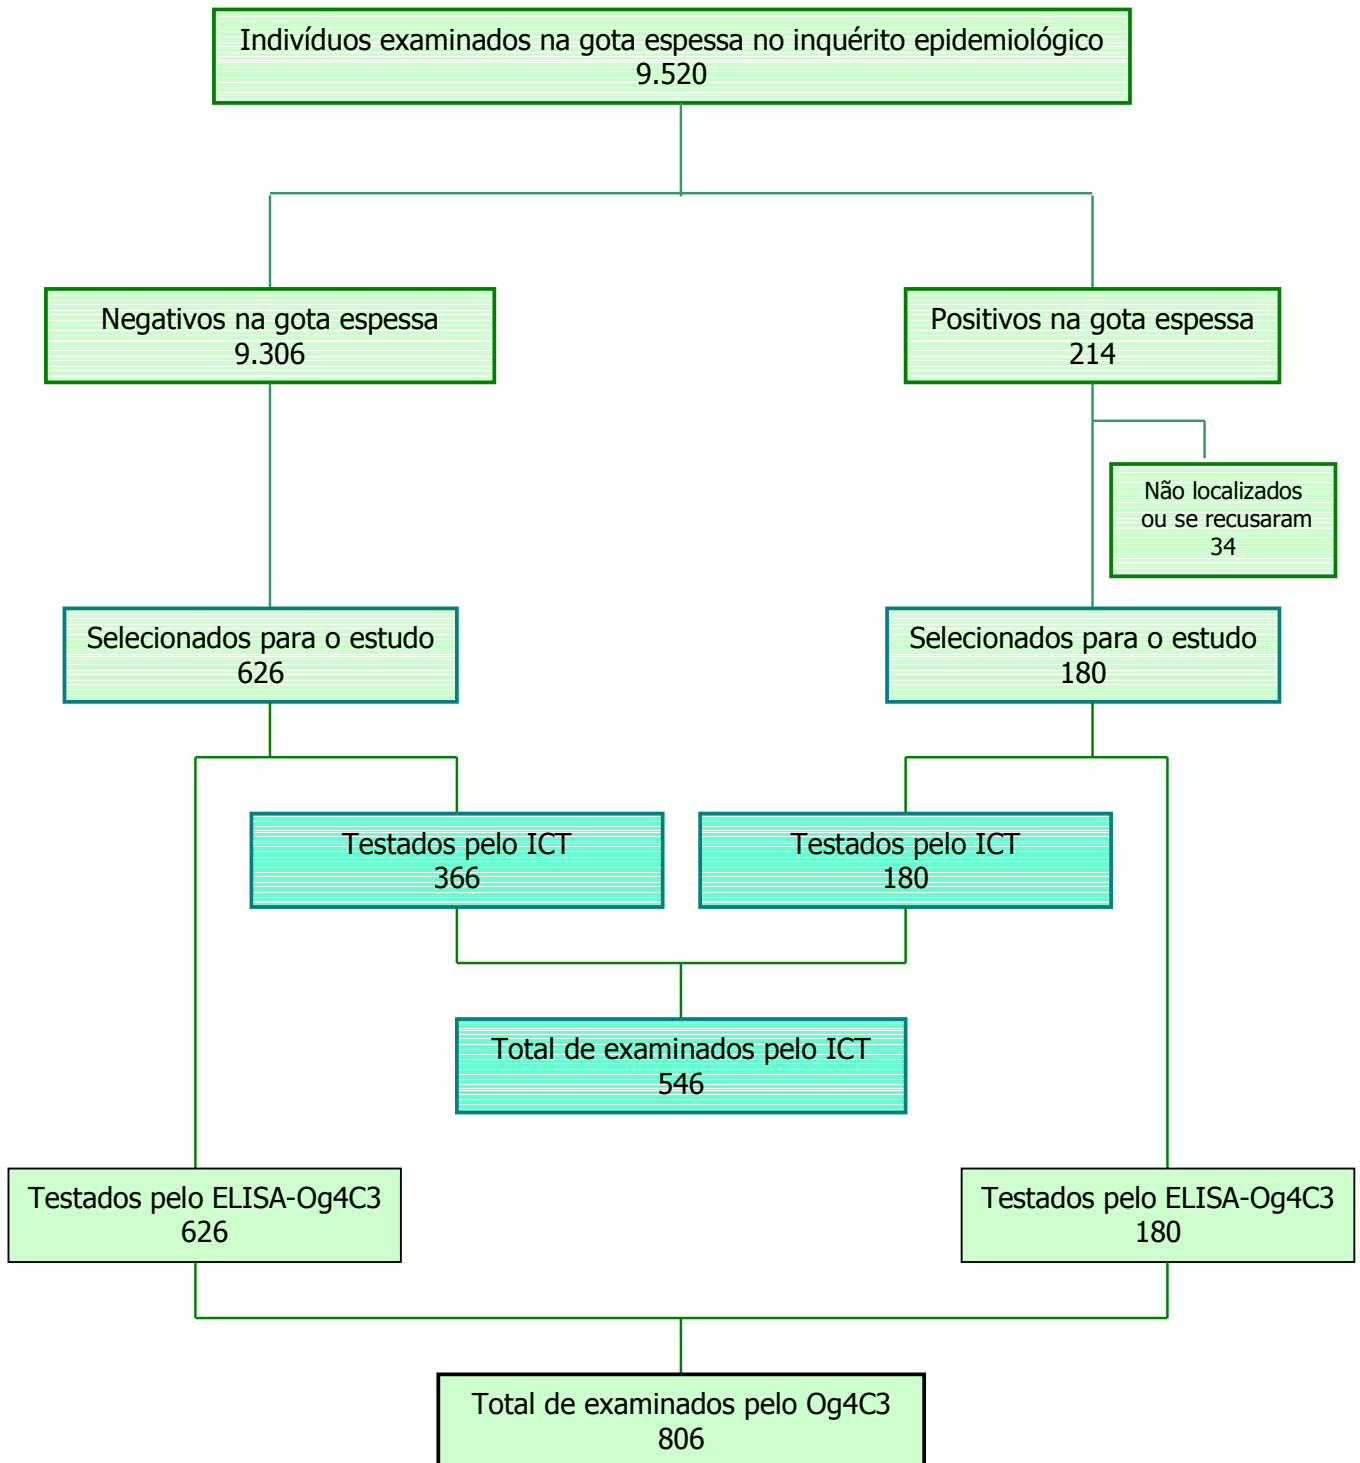 Indivíduos examinados na gota espessa no inquérito epidemiológico
9.520
Negativos na gota espessa
9.306
Positivos na gota espessa
214
Não localizados
ou se recusaram
34
Selecionados para o estudo
626
Selecionados para o estudo
180
Testados pelo ICT
366
Testados pelo ICT
180
Total de examinados pelo ICT
546
Testados pelo ELISA-Og4C3
626
Testados pelo ELISA-Og4C3
180
Total de examinados pelo Og4C3
806